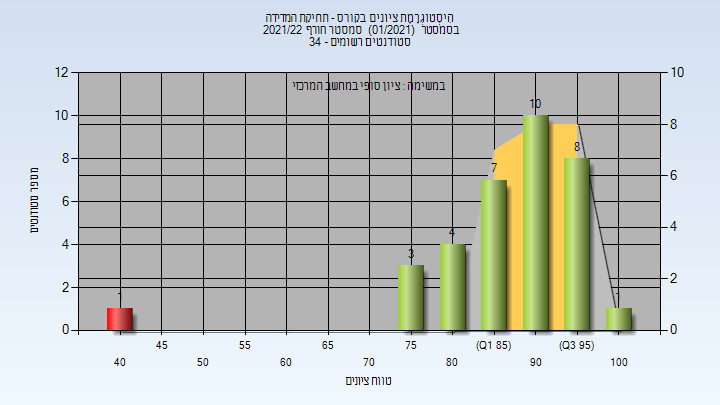 היסטוגרמת ציונים בקורס - תחיקת המדידה
בסמסטר (01/2021) סמסטר חורף 2021/22
סטודנטים רשומים - 34
במשימה : ציון סופי במחשב המרכזי
12 10 8 6 4 2 0
מספר סטודנטים
10 8 6 4 2 0
1 3 4 7 10 8 1
45 55 65 75 (Q1 85) (Q3 95)
40 50 60 70 80 90 100
טווח ציונים